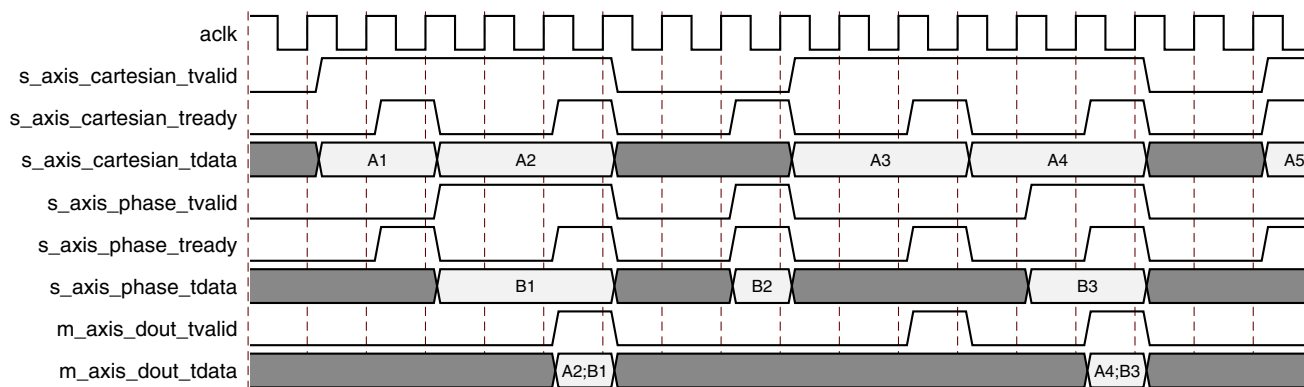 aclk
s_axis_cartesian_tvalid
s_axis_cartesian_tready
s_axis_cartesian_tdata A1 A2 A3 A4 A5
s_axis_phase_tvalid
s_axis_phase_tready
s_axis_phase_tdata B1 B2 B3
m_axis_dout_tvalid
m_axis_dout_tdata A2;B1 A4;B3